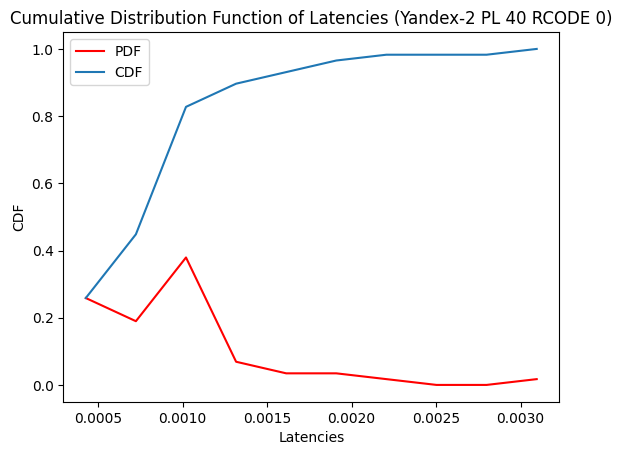 Cumulative Distribution Function of Latencies (Yandex-2 PL 40 RCODE 0)
PDF
CDF
1.0
0.8
0.6
0.4
0.2
0.0
CDF
0.0005 0.0010 0.0015 0.0020 0.0025 0.0030
Latencies